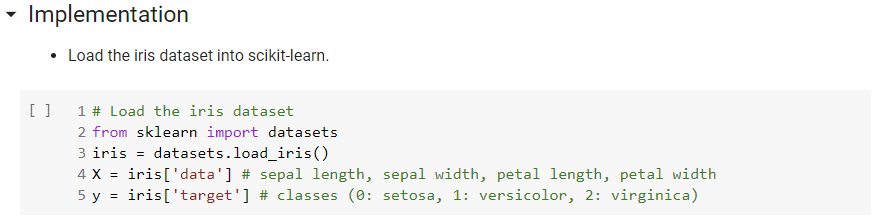 Implementation
• Load the iris dataset into scikit-learn.
[ ] 1 # Load the iris dataset
2 from sklearn import datasets
3 iris = datasets.load_iris()
4 X = iris['data'] # sepal length, sepal width, petal length, petal width
5 y = iris['target'] # classes (0: setosa, 1: versicolor, 2: virginica)